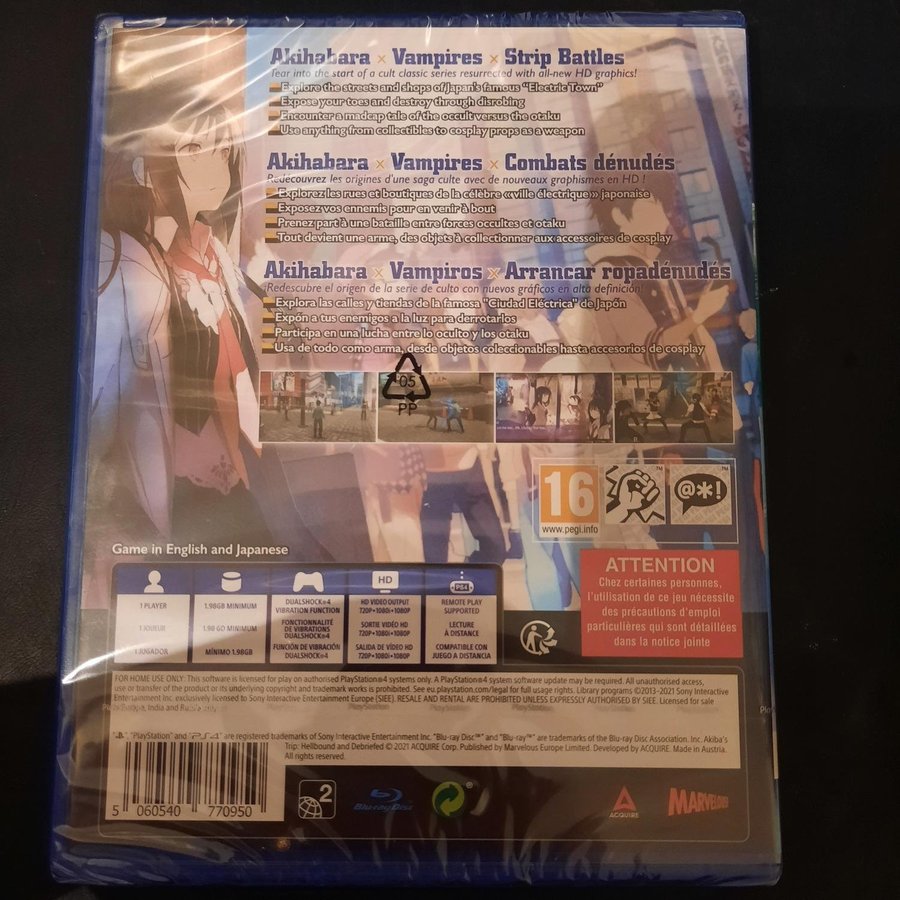 Akihabara × Vampires × Strip Battles
Tear into the start of a cult classic series resurrected with all-new HD graphics!
Explore the streets and shops of Japan's famous "Electric Town"
Expose your toes and destroy through disrobing
Encounter a madcap tale of the occult versus the otaku
Use anything from collectibles to cosplay props as a weapon
Akihabara × Vampires × Combats dénudés
Redécouvrez les origines d'une saga culte avec de nouveaux graphismes en HD !
Explorez les rues et boutiques de la célèbre «ville électrique» japonaise
Exposez vos ennemis pour en venir à bout
Prenez part à une bataille entre forces occultes et otaku
Tout devient une arme, des objets à collectionner aux accessoires de cosplay
Akihabara × Vampiros × Arrancar ropadénudés
Redescubre el origen de la serie de culto con nuevos gráficos en alta definición!
Explora las calles y tiendas de la famosa "Ciudad Eléctrica" de Japón
Expón a tus enemigos a la luz para derrotarlos
Participa en una lucha entre lo oculto y los otaku
Usa de todo como arma, desde objetos coleccionables hasta accesorios de cosplay
05
PP
16
www.pegi.info
@*!
TM
TM
Game in English and Japanese
ATTENTION
Chez certaines personnes,
l'utilisation de ce jeu nécessite
des précautions d'emploi
particulières qui sont détaillées
dans la notice jointe
HD
PS4
1 PLAYER
1 JOUEUR
1 JUGADOR
1.98GB MINIMUM
1.98 GO MINIMUM
MÍNIMO 1.98GB
DUALSHOCK®4
VIBRATION FUNCTION
FONCTIONNALITÉ
DE VIBRATIONS
DUALSHOCK®4
FUNCIÓN DE VIBRACIÓN
DUALSHOCK®4
HD VIDEO OUTPUT
720P•1080i•1080P
SORTIE VIDÉO HD
720P•1080i•1080P
SALIDA DE VÍDEO HD
720P•1080i•1080P
REMOTE PLAY
SUPPORTED
LECTURE
À DISTANCE
COMPATIBLE CON
JUEGO A DISTANCIA
FOR HOME USE ONLY: This software is licensed for play on authorised PlayStation®4 systems only. A PlayStation®4 system software update may be required. All unauthorised access,
use or transfer of the product or its underlying copyright and trademark works is prohibited. See eu.playstation.com/legal for full usage rights. Library programs ©2013-2021 Sony Interactive
Entertainment Inc. exclusively licensed to Sony Interactive Entertainment Europe (SIEE). RESALE AND RENTAL ARE PROHIBITED UNLESS EXPRESSLY AUTHORISED BY SIEE. Licensed for sale
in Europe, India and
PlayStation
"PlayStation" and "PS4" are registered trademarks of Sony Interactive Entertainment Inc. "Blu-ray Disc™" and "Blu-ray™" are trademarks of the Blu-ray Disc Association, Inc. Akiba's
Trip: Hellbound and Debriefed © 2021 ACQUIRE Corp. Published by Marvelous Europe Limited. Developed by ACQUIRE. Made in Austria.
All rights reserved.
5 060540 770950
2
Blu-ray Disc
ACQUIRE
MARVELOUS!